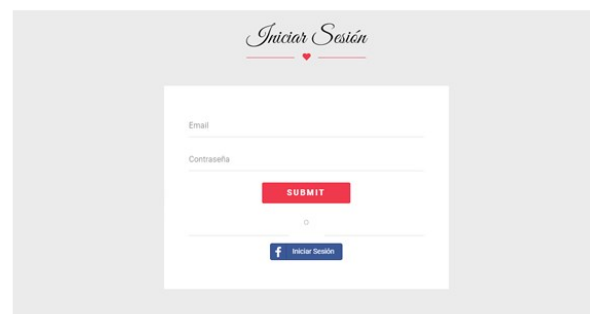 Iniciar Sesión
Email
Contraseña
SUBMIT
O
f Iniciar Sesión